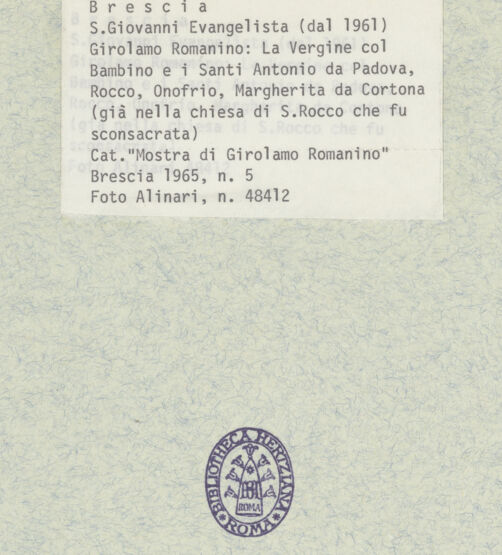 B r e s c i a
S.Giovanni Evangelista (dal 1961)
Girolamo Romanino: La Vergine col
Bambino e i Santi Antonio da Padova,
Rocco, Onofrio, Margherita da Cortona
(già nella chiesa di S.Rocco che fu
sconsacrata)
Cat."Mostra di Girolamo Romanino"
Brescia 1965, n. 5
Foto Alinari, n. 48412
BIBLIOTHECA HERTZIANA
ROMA
ROMA